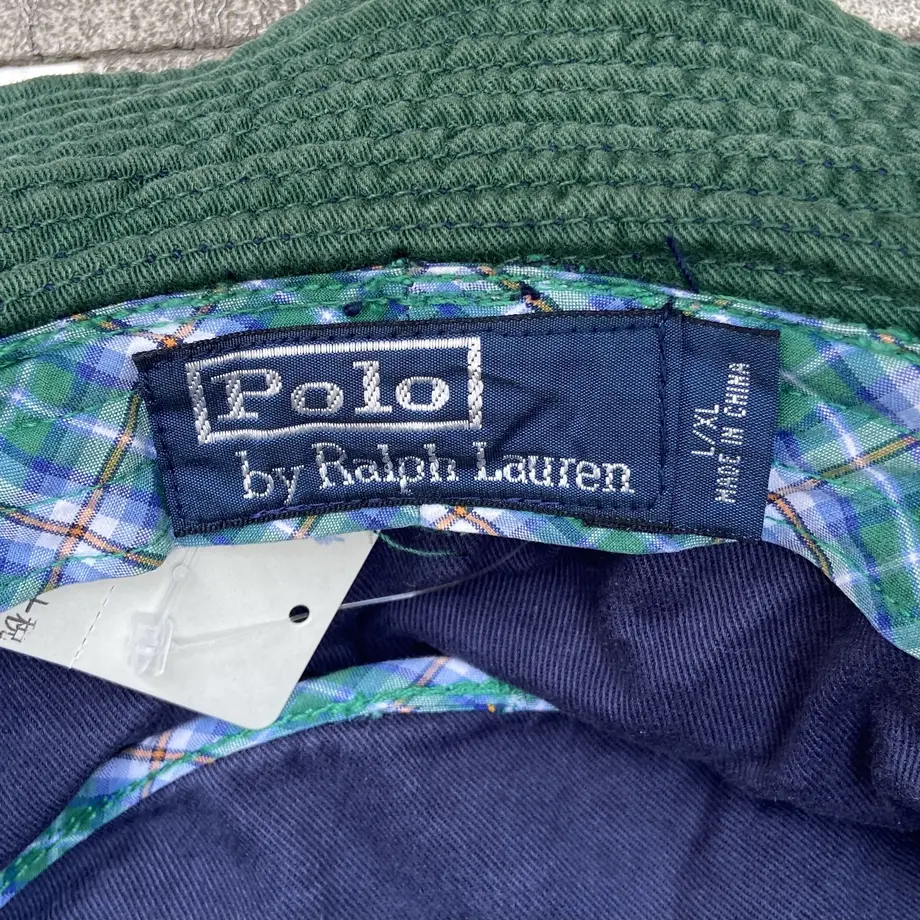 Polo
by Ralph Lauren
L/XL
MADE IN CHINA